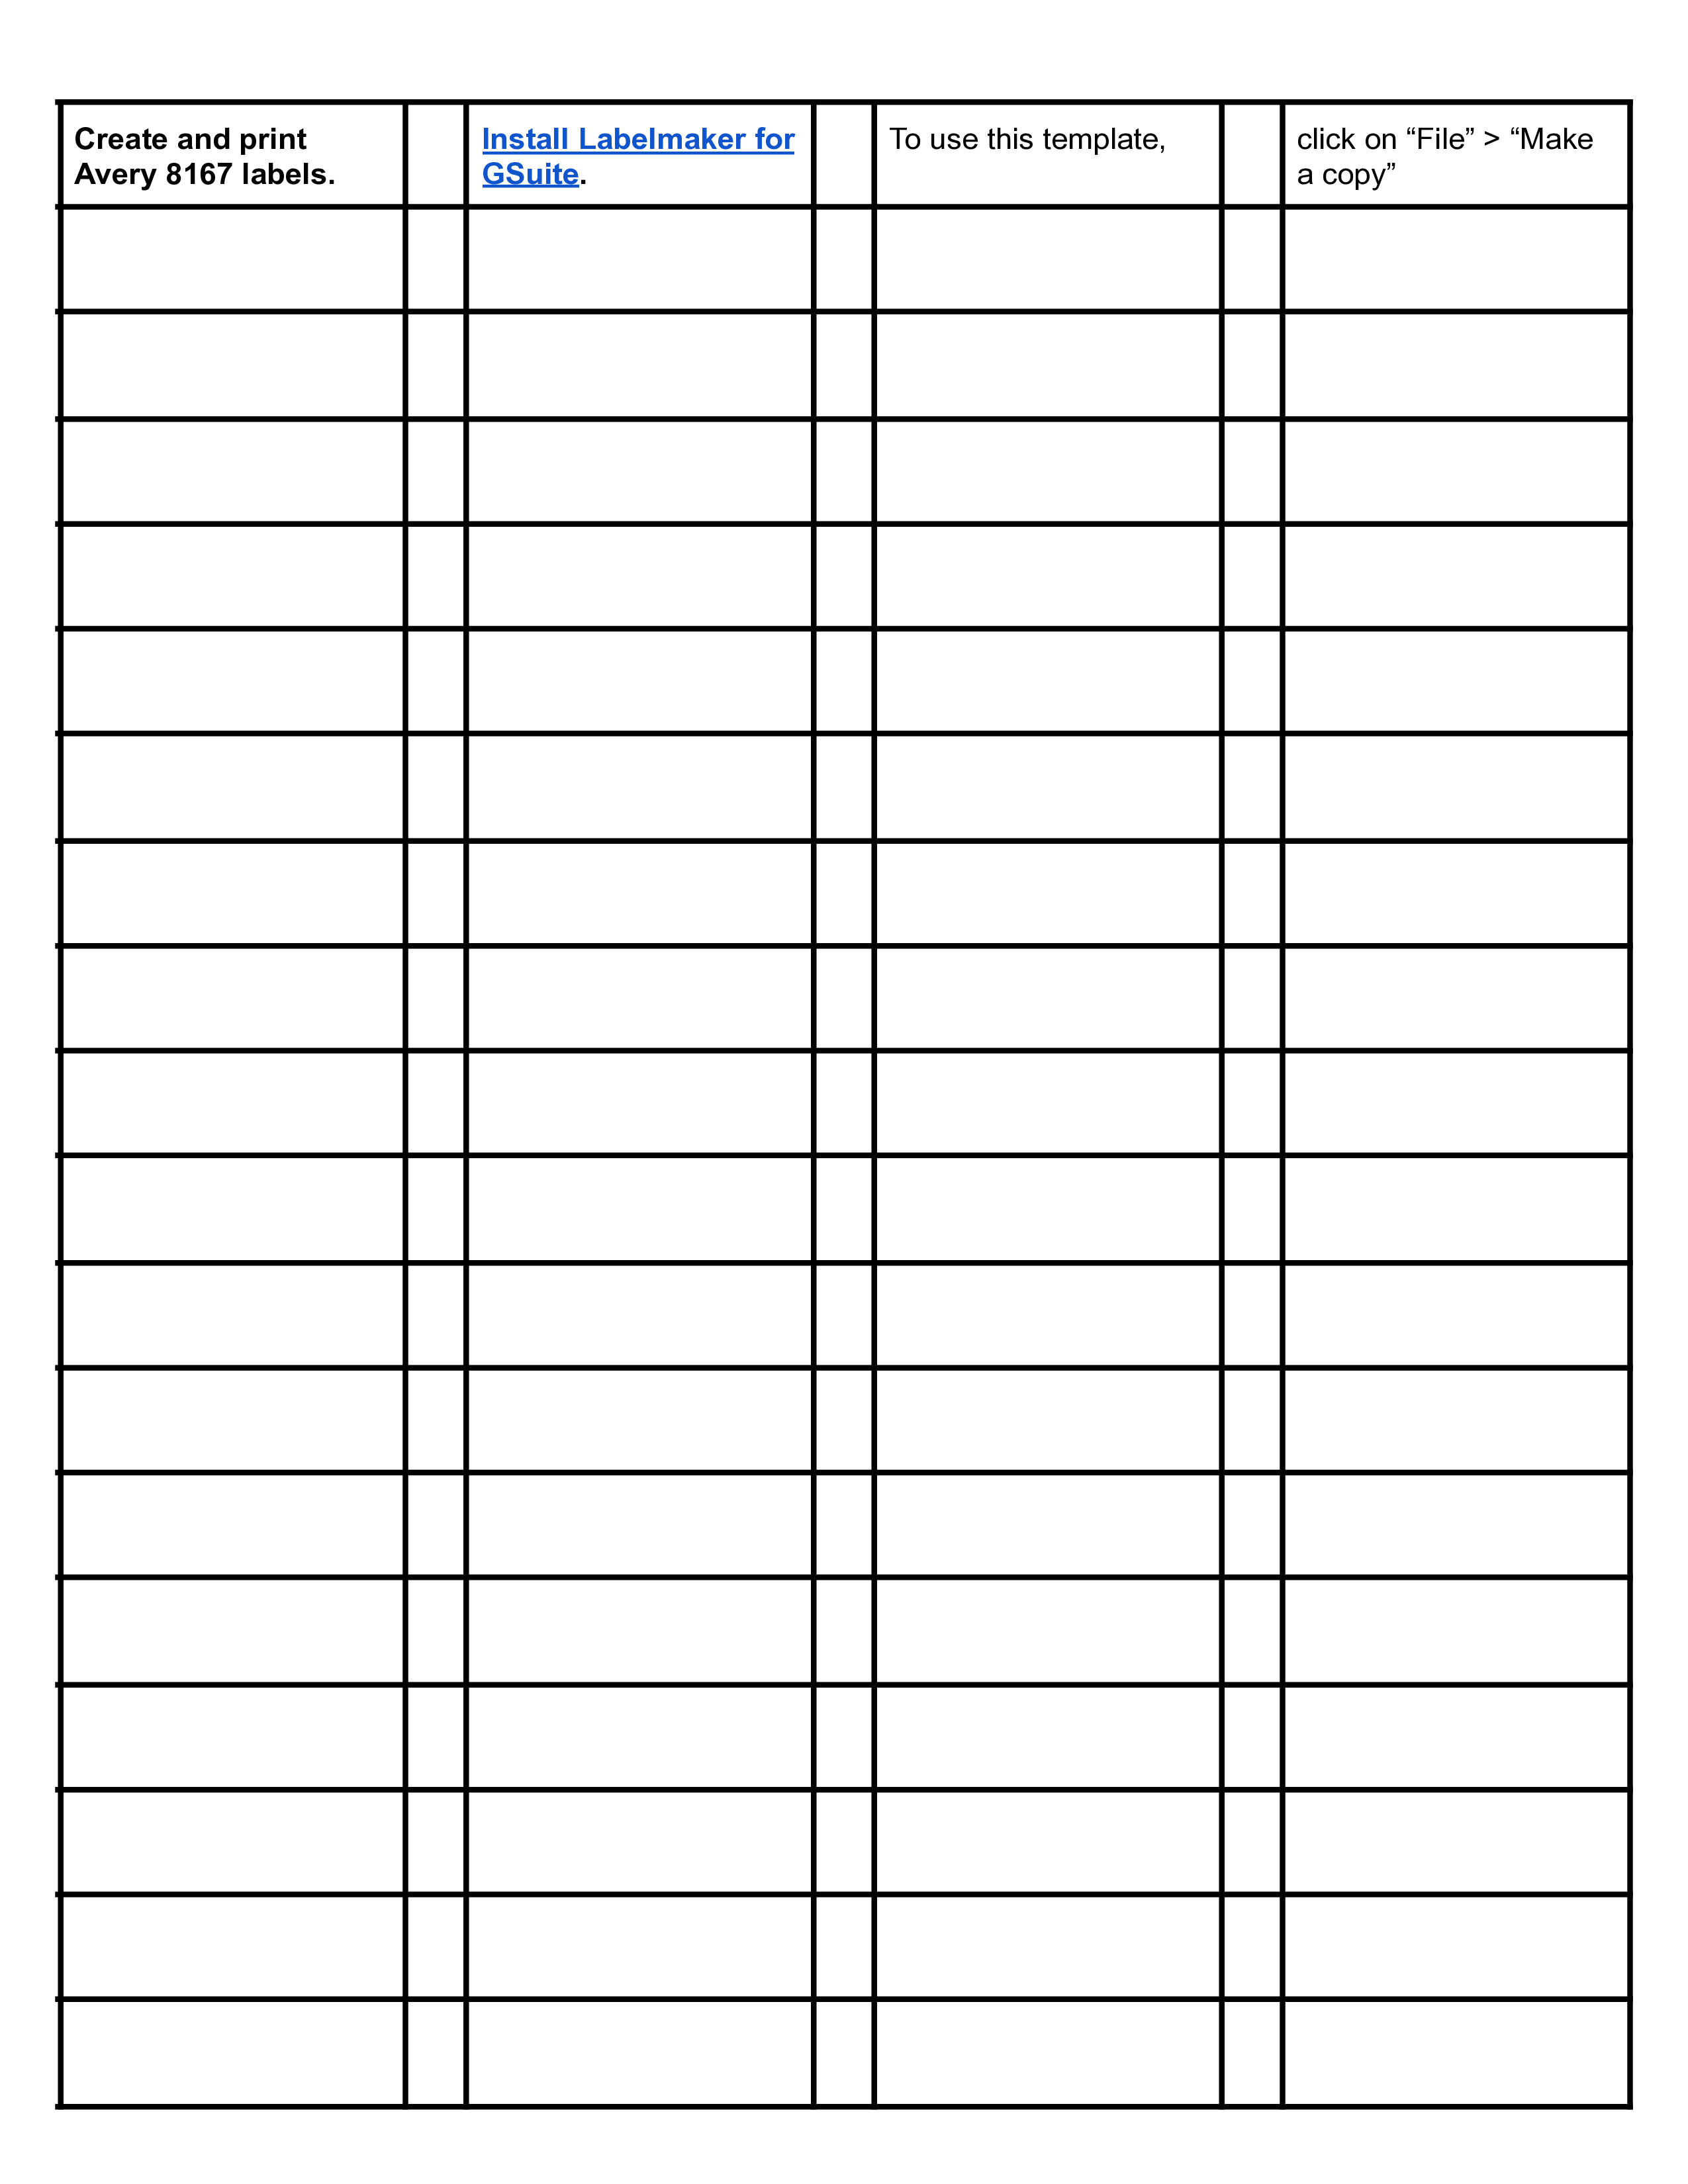 Create and print
Avery 8167 labels.
Install Labelmaker for
GSuite.
To use this template,
click on “File” > “Make
a copy”